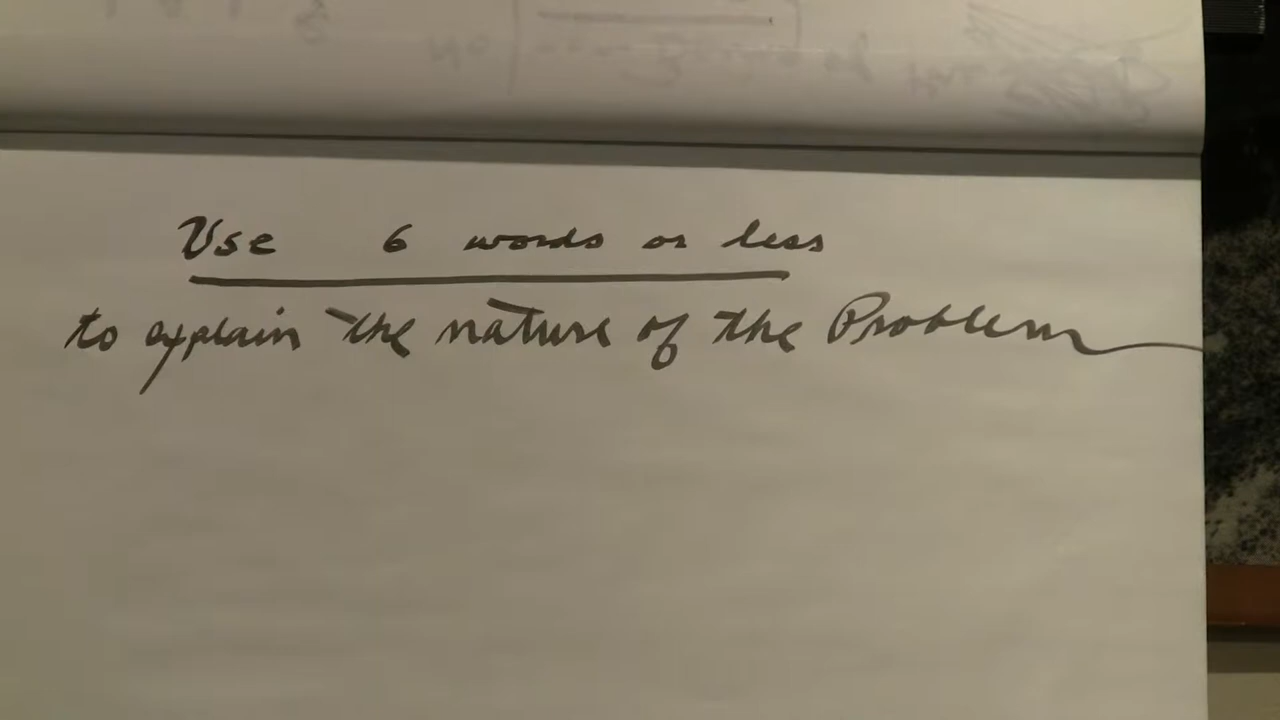 Use 6 words or less
to explain the nature of the Problem